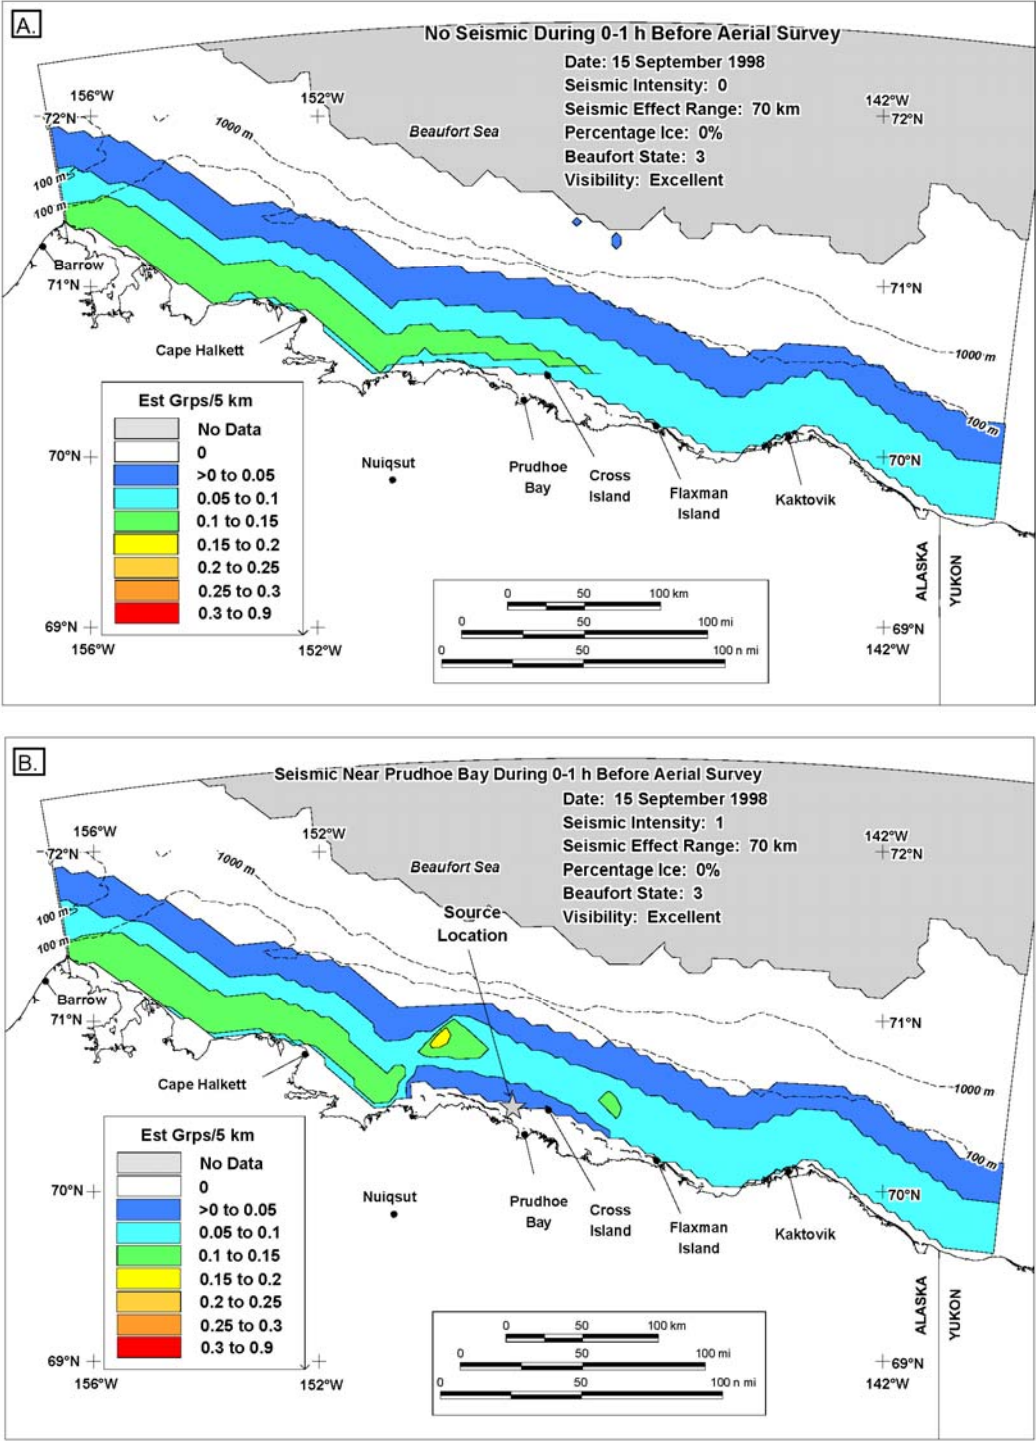 A.
No Seismic During 0-1 h Before Aerial Survey
Date: 15 September 1998
Seismic Intensity: 0
Seismic Effect Range: 70 km
Percentage Ice: 0%
Beaufort State: 3
Visibility: Excellent
156°W
72°N
152°W
142°W
72°N
1000 m
Beaufort Sea
100 m
100 m
Barrow
71°N
71°N
Cape Halkett
1000 m
100 m
Est Grps/5 km
No Data
0
>0 to 0.05
0.05 to 0.1
0.1 to 0.15
0.15 to 0.2
0.2 to 0.25
0.25 to 0.3
0.3 to 0.9
70°N
70°N
Nuiqsut
Prudhoe
Bay
Cross
Island
Flaxman
Island
Kaktovik
ALASKA
YUKON
0 50 100 km
0 50 100 mi
0 50 100 n mi
69°N
156°W
152°W
69°N
142°W
B.
Seismic Near Prudhoe Bay During 0-1 h Before Aerial Survey
Date: 15 September 1998
Seismic Intensity: 1
Seismic Effect Range: 70 km
Percentage Ice: 0%
Beaufort State: 3
Visibility: Excellent
156°W
72°N
152°W
142°W
72°N
1000 m
Beaufort Sea
Source
Location
100 m
100 m
Barrow
71°N
71°N
Cape Halkett
1000 m
100 m
Est Grps/5 km
No Data
0
>0 to 0.05
0.05 to 0.1
0.1 to 0.15
0.15 to 0.2
0.2 to 0.25
0.25 to 0.3
0.3 to 0.9
70°N
70°N
Nuiqsut
Prudhoe
Bay
Cross
Island
Flaxman
Island
Kaktovik
ALASKA
YUKON
0 50 100 km
0 50 100 mi
0 50 100 n mi
69°N
156°W
152°W
69°N
142°W